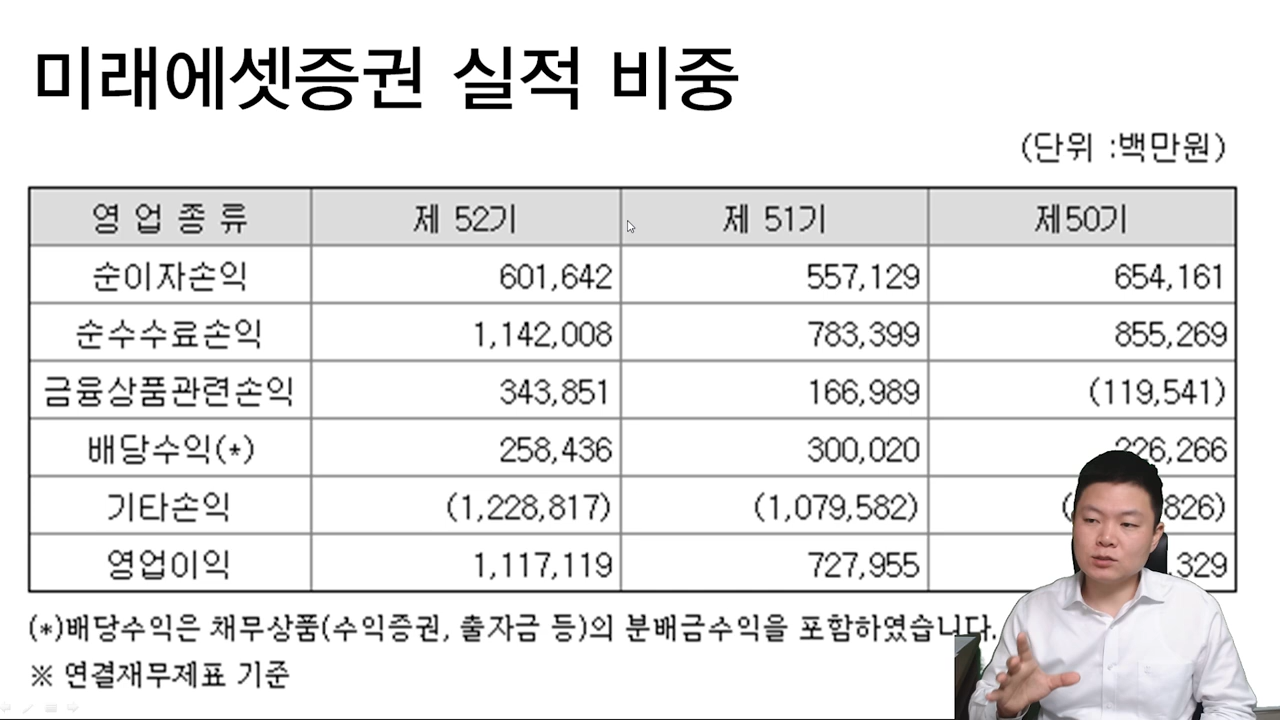 미래에셋증권 실적 비중
(단위 :백만원)
영 업 종 류 제 52기 제 51기 제50기
순이자손익 601,642 557,129 654,161
순수수료손익 1,142,008 783,399 855,269
금융상품관련손익 343,851 166,989 (119,541)
배당수익(*) 258,436 300,020 226,266
기타손익 (1,228,817) (1,079,582)
영업이익 1,117,119 727,955
(*)배당수익은 채무상품(수익증권, 출자금 등)의 분배금수익을 포함하였습니다.
※ 연결재무제표 기준